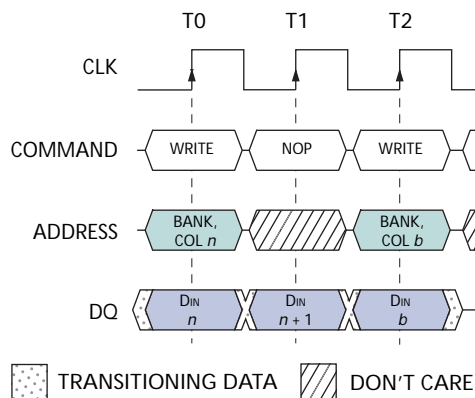 T0 T1 T2
CLK
COMMAND WRITE NOP WRITE
ADDRESS BANK, COL n BANK, COL b
DQ DIN n DIN n + 1 DIN b
TRANSITIONING DATA DON'T CARE